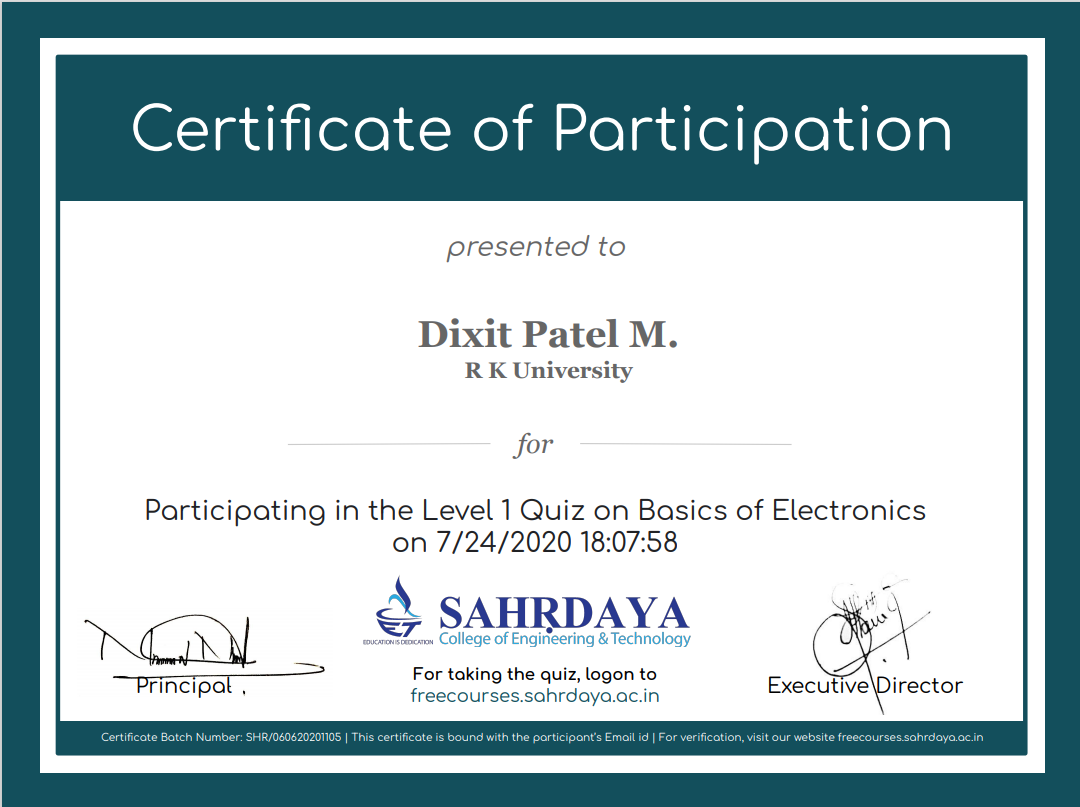 Certificate of Participation
presented to
Dixit Patel M.
R K University
for
Participating in the Level 1 Quiz on Basics of Electronics
on 7/24/2020 18:07:58
EDUCATION IS DEDICATION
SAHṚDAYA
College of Engineering & Technology
For taking the quiz, logon to
freecourses.sahrdaya.ac.in
Principal
Executive Director
Certificate Batch Number: SHR/060620201105 | This certificate is bound with the participant's Email id | For verification, visit our website freecourses.sahrdaya.ac.in